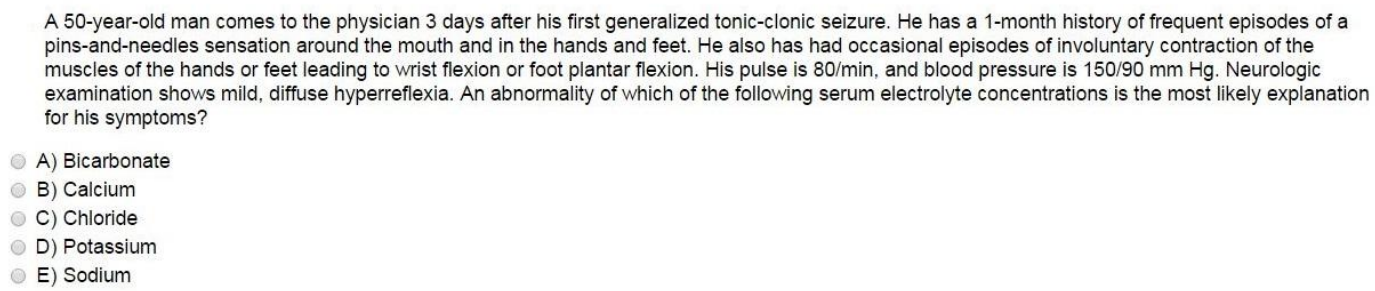 A 50-year-old man comes to the physician 3 days after his first generalized tonic-clonic seizure. He has a 1-month history of frequent episodes of a
pins-and-needles sensation around the mouth and in the hands and feet. He also has had occasional episodes of involuntary contraction of the
muscles of the hands or feet leading to wrist flexion or foot plantar flexion. His pulse is 80/min, and blood pressure is 150/90 mm Hg. Neurologic
examination shows mild, diffuse hyperreflexia. An abnormality of which of the following serum electrolyte concentrations is the most likely explanation
for his symptoms?
A) Bicarbonate
B) Calcium
C) Chloride
D) Potassium
E) Sodium